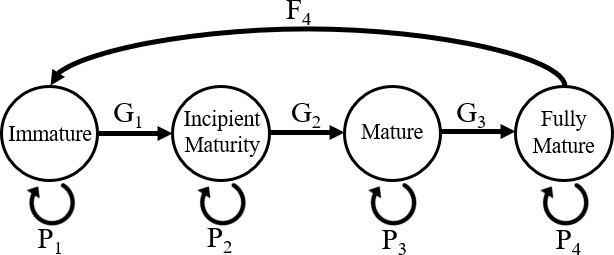 F₄
G₁
G₂
G₃
Immature
Incipient
Maturity
Mature
Fully
Mature
P₁
P₂
P₃
P₄